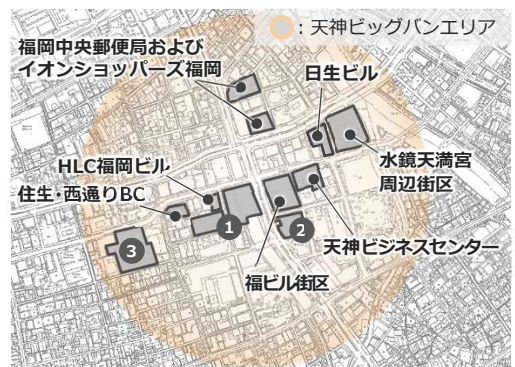 ：天神ビッグバンエリア
福岡中央郵便局および
イオンショッパーズ福岡
日生ビル
水鏡天満宮
周辺街区
HLC福岡ビル
住生・西通りBC
1
2
3
天神ビジネスセンター
福ビル街区